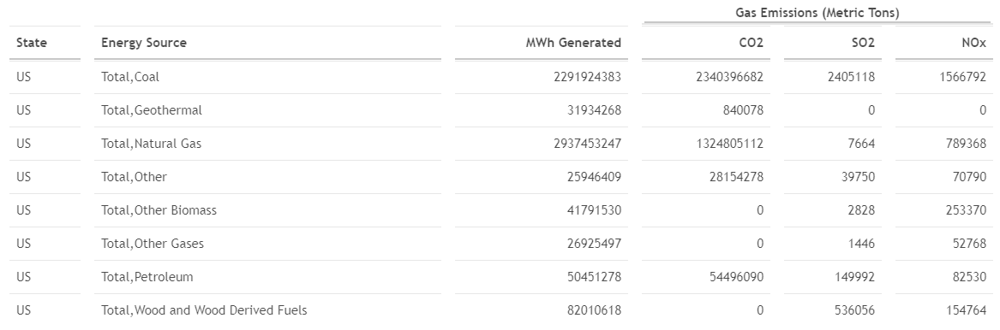 Gas Emissions (Metric Tons)
State Energy Source MWh Generated CO2 SO2 NOx
US Total,Coal 2291924383 2340396682 2405118 1566792
US Total,Geothermal 31934268 840078 0 0
US Total,Natural Gas 2937453247 1324805112 7664 789368
US Total,Other 25946409 28154278 39750 70790
US Total,Other Biomass 41791530 0 2828 253370
US Total,Other Gases 26925497 0 1446 52768
US Total,Petroleum 50451278 54496090 149992 82530
US Total,Wood and Wood Derived Fuels 82010618 0 536056 154764